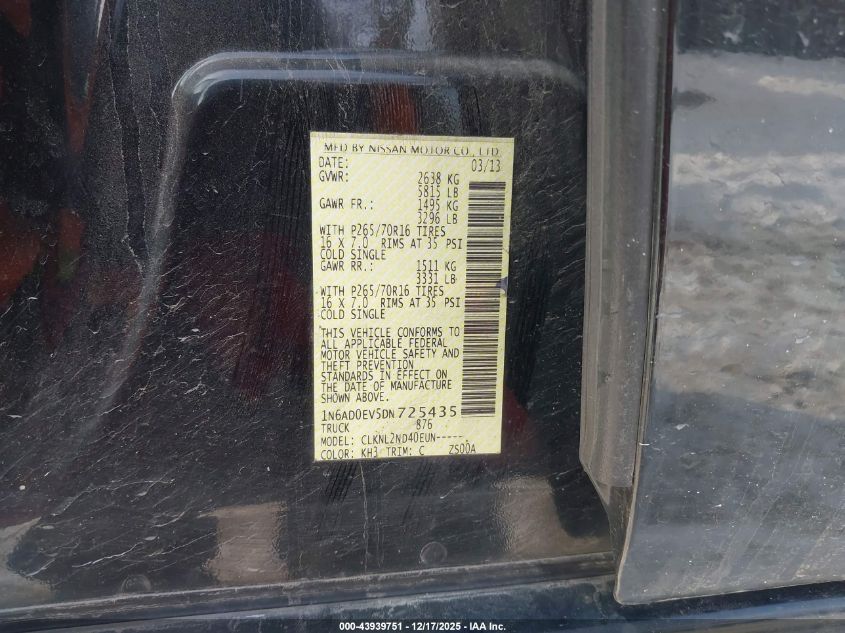 MFD BY NISSAN MOTOR CO., LTD.
DATE: 03/13
GVWR: 2638 KG
5815 LB
GAWR FR.: 1495 KG
3296 LB
WITH P265/70R16 TIRES
16 X 7.0 RIMS AT 35 PSI
COLD SINGLE
GAWR RR.: 1511 KG
3331 LB
WITH P265/70R16 TIRES
16 X 7.0 RIMS AT 35 PSI
COLD SINGLE
THIS VEHICLE CONFORMS TO
ALL APPLICABLE FEDERAL
MOTOR VEHICLE SAFETY AND
THEFT PREVENTION
STANDARDS IN EFFECT ON
THE DATE OF MANUFACTURE
SHOWN ABOVE.
1N6AD0EV5DN725435
TRUCK 876
MODEL: CLKNL2ND40EUN-----
COLOR: KH3 TRIM: C ZS00A
000-43939751 - 12/17/2025 - IAA Inc.